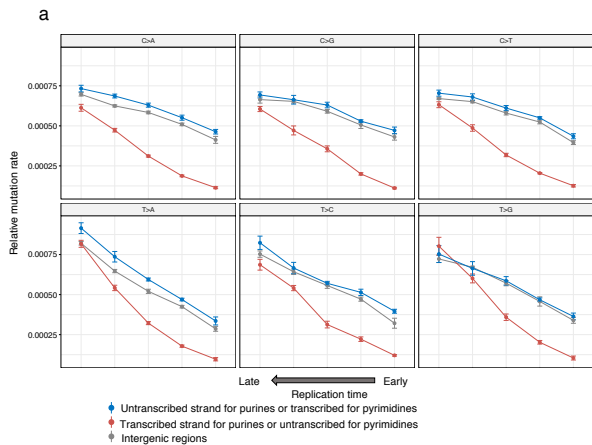 a
C>A C>G C>T
0.00075
0.00050
0.00025
T>A T>C T>G
0.00075
0.00050
0.00025
Relative mutation rate
Late Early
Replication time
Untranscribed strand for purines or transcribed for pyrimidines
Transcribed strand for purines or untranscribed for pyrimidines
Intergenic regions